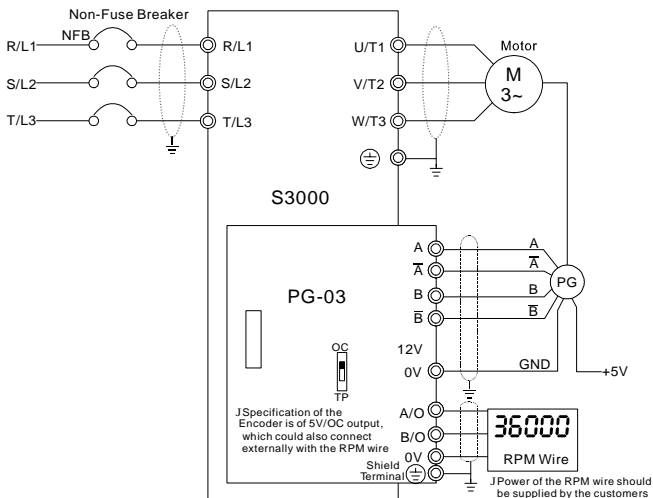 Non-Fuse Breaker
R/L1 NFB R/L1 U/T1 Motor
S/L2 S/L2 V/T2 M
3~
T/L3 T/L3 W/T3
S3000
PG-03
A A
A̅ A̅
B B PG
B̅ B̅
12V
0V GND +5V
OC
TP
JSpecification of the
Encoder is of 5V/OC output,
which could also connect
externally with the RPM wire
A/O 36000
B/O
0V RPM Wire
Shield
Terminal
JPower of the RPM wire should
be supplied by the customers